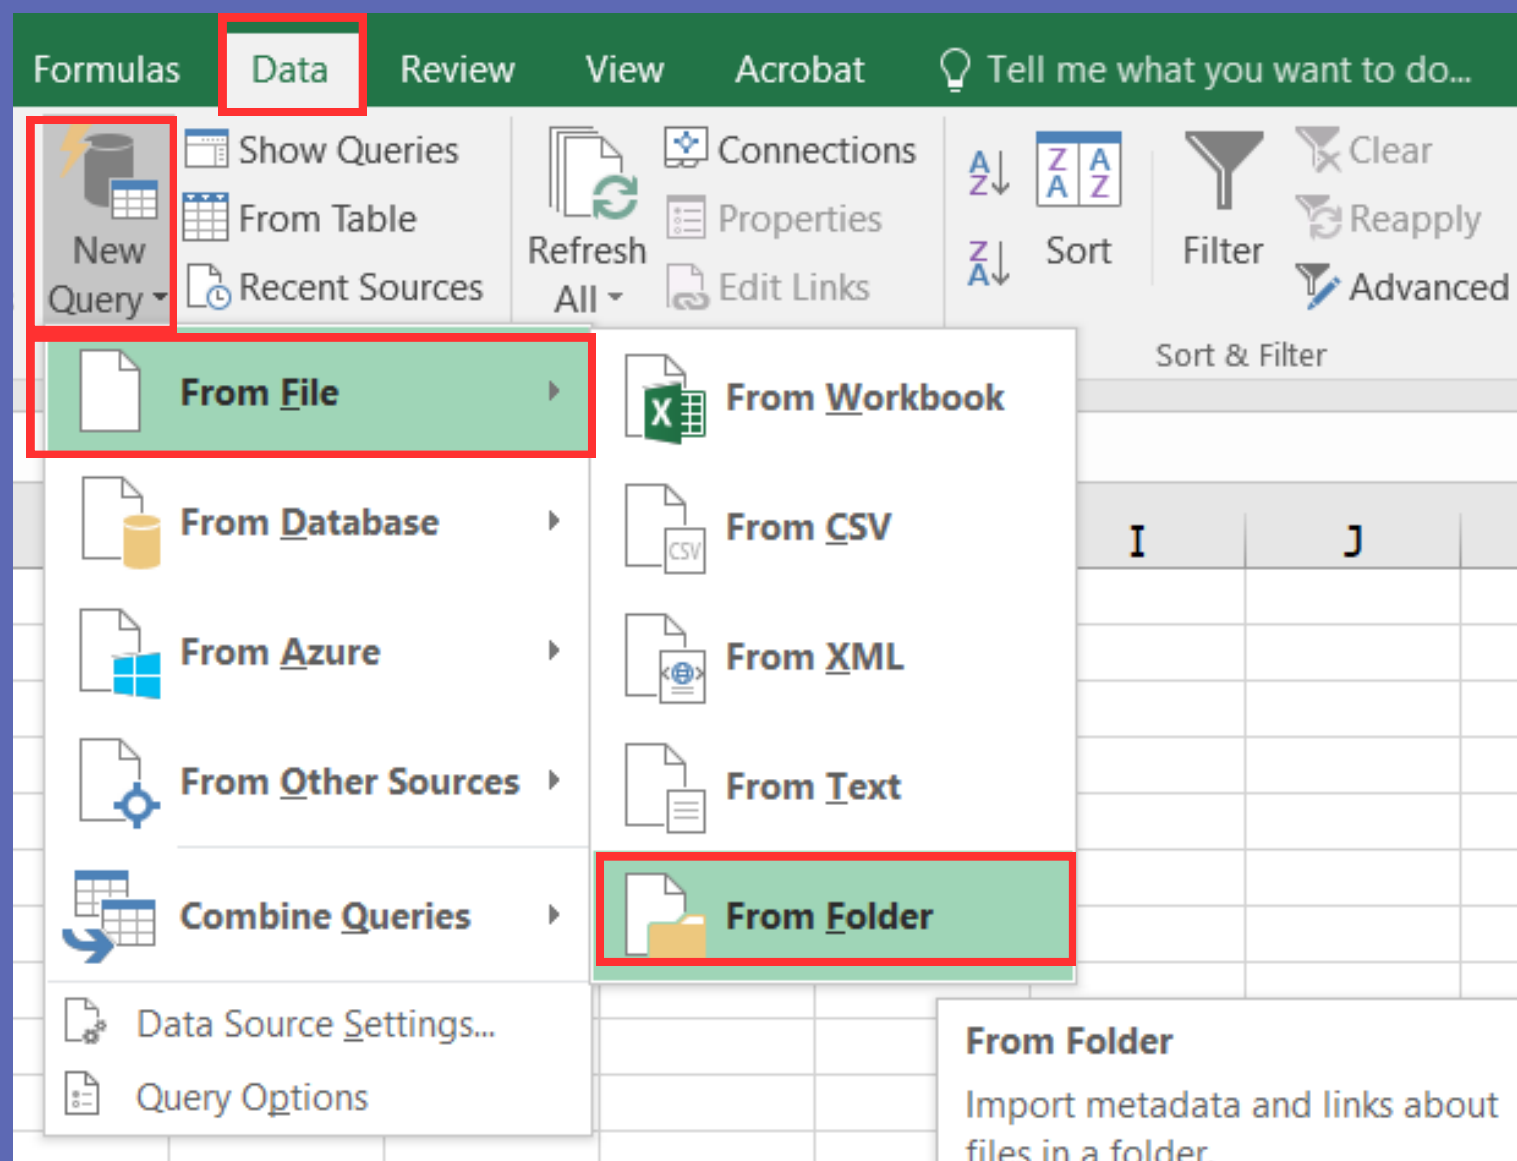 Formulas Data Review View Acrobat Tell me what you want to do...
New
Query
Show Queries
From Table
Recent Sources
Refresh
All
Connections
Properties
Edit Links
A
Z
Z
A
Z A
A Z
Sort
Filter
Clear
Reapply
Advanced
Sort & Filter
From File
From Database
From Azure
From Other Sources
Combine Queries
Data Source Settings...
Query Options
X
From Workbook
CSV
From CSV
From XML
From Text
From Folder
I J
From Folder
Import metadata and links about
files in a folder.